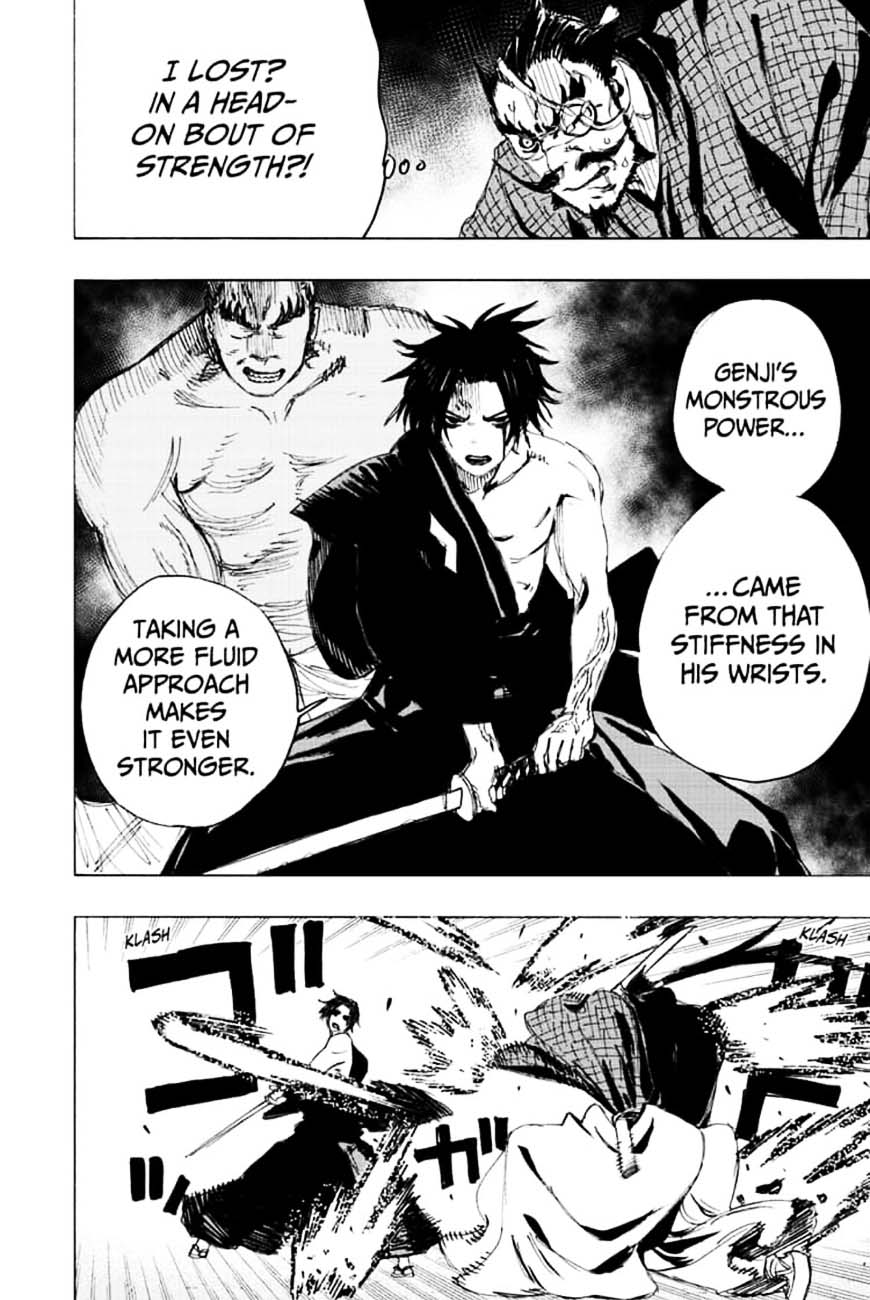 I LOST?
IN A HEAD-
ON BOUT OF
STRENGTH?!
GENJI'S
MONSTROUS
POWER...
...CAME
FROM THAT
STIFFNESS IN
HIS WRISTS.
TAKING A
MORE FLUID
APPROACH
MAKES
IT EVEN
STRONGER.
KLASH
KLASH
ゴ
ガ